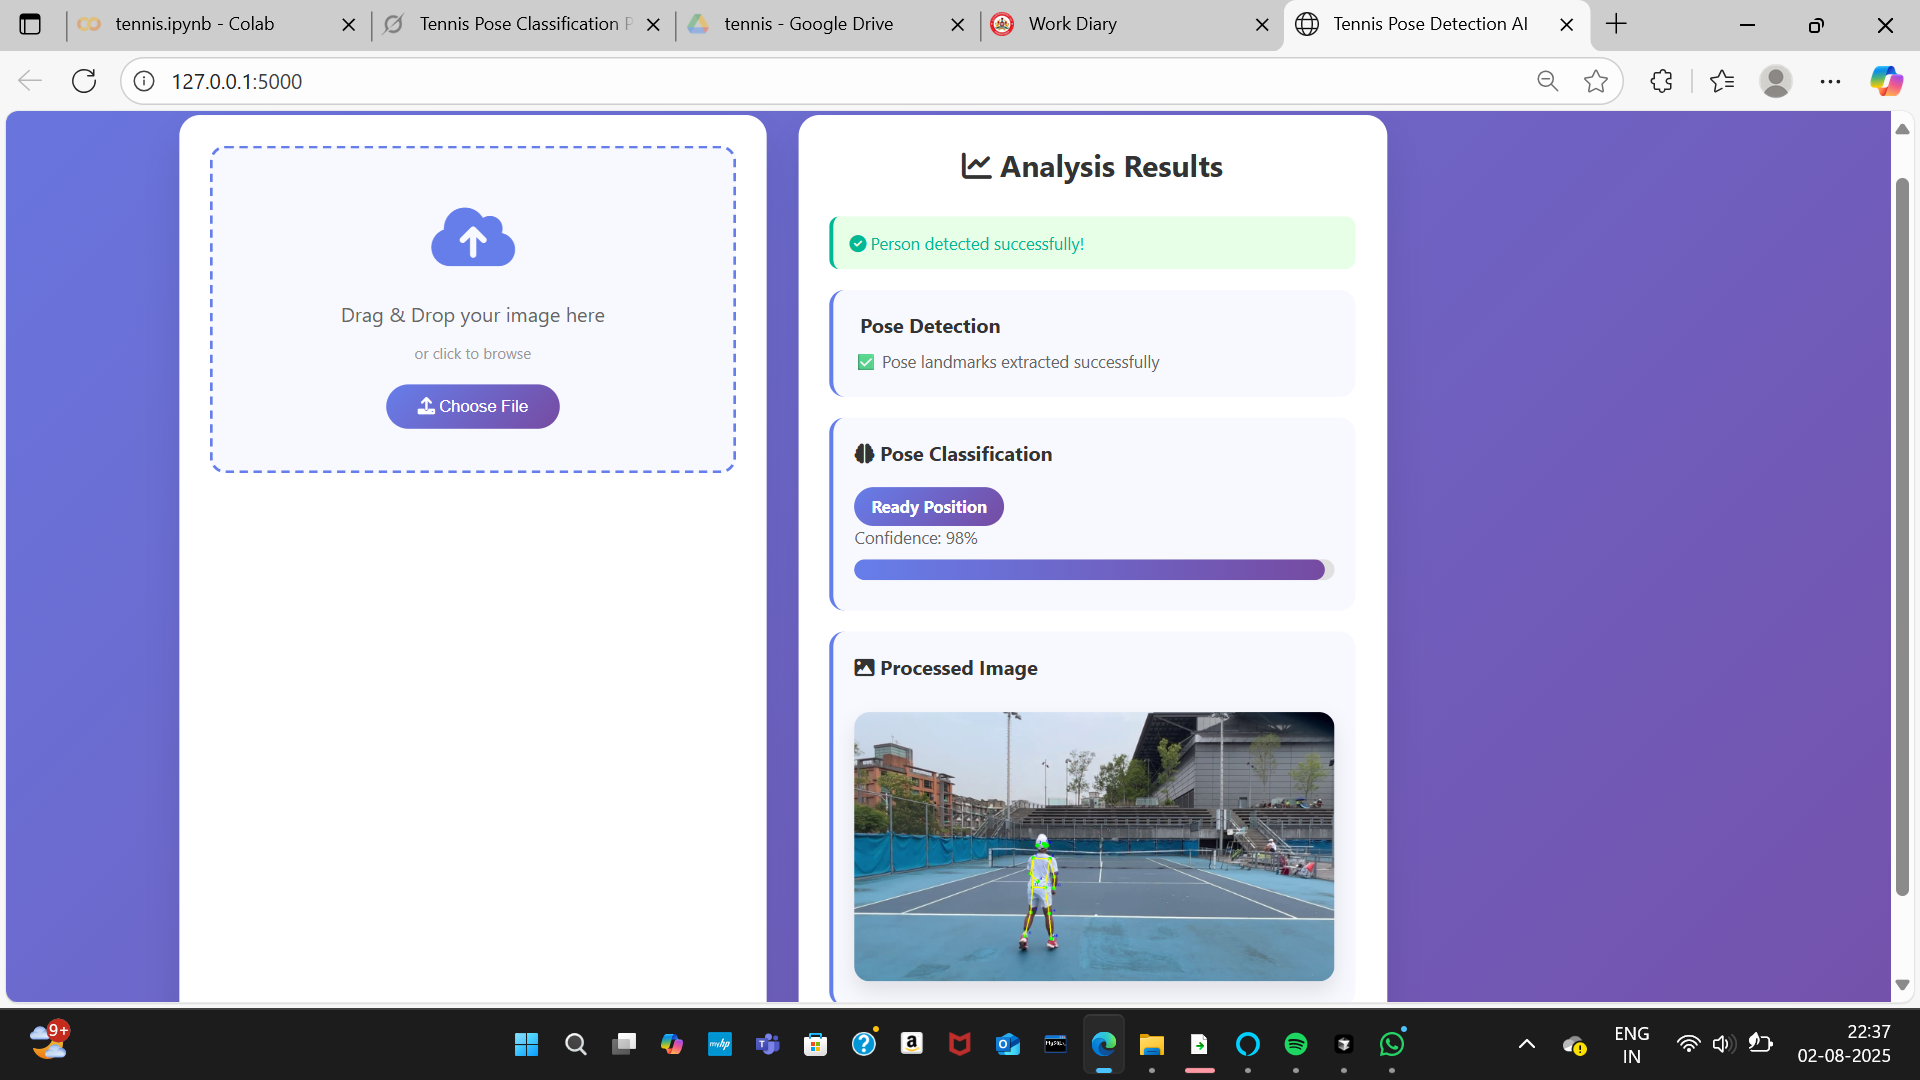 tennis.ipynb - Colab
Tennis Pose Classification P
tennis - Google Drive
Work Diary
Tennis Pose Detection AI
127.0.0.1:5000
Drag & Drop your image here
or click to browse
Choose File
Analysis Results
Person detected successfully!
Pose Detection
Pose landmarks extracted successfully
Pose Classification
Ready Position
Confidence: 98%
Processed Image
9+
myhp
ENG
IN
22:37
02-08-2025